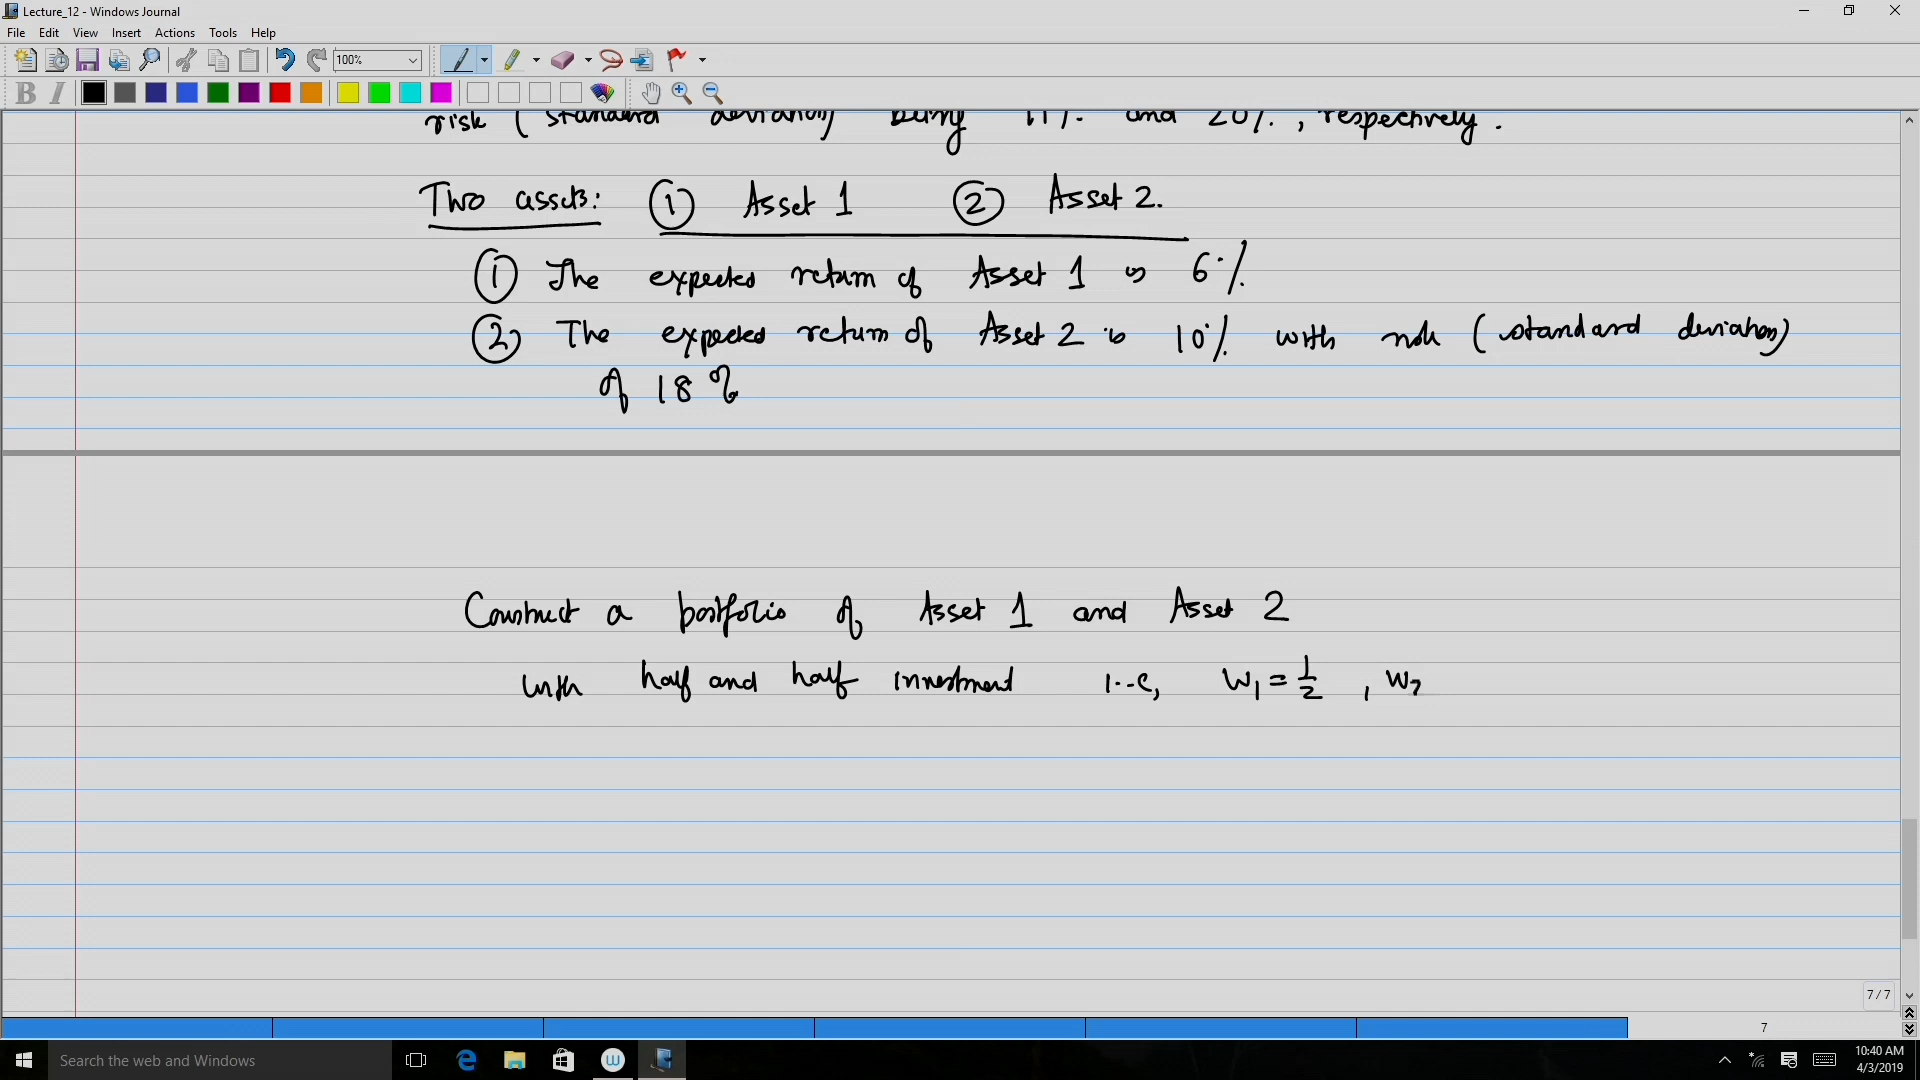 Lecture_12 - Windows Journal
File Edit View Insert Actions Tools Help
100%
B I
risk (standard deviation) being 11% and 20%, respectively.
Two assets: ① Asset 1 ② Asset 2.
① The expected return of Asset 1 is 6%.
② The expected return of Asset 2 is 10% with risk (standard deviation)
of 18%
Construct a portfolio of Asset 1 and Asset 2
with half and half investment i.e, W₁ = 1/2 , W₂
7 / 7
7
Search the web and Windows
10:40 AM
4/3/2019